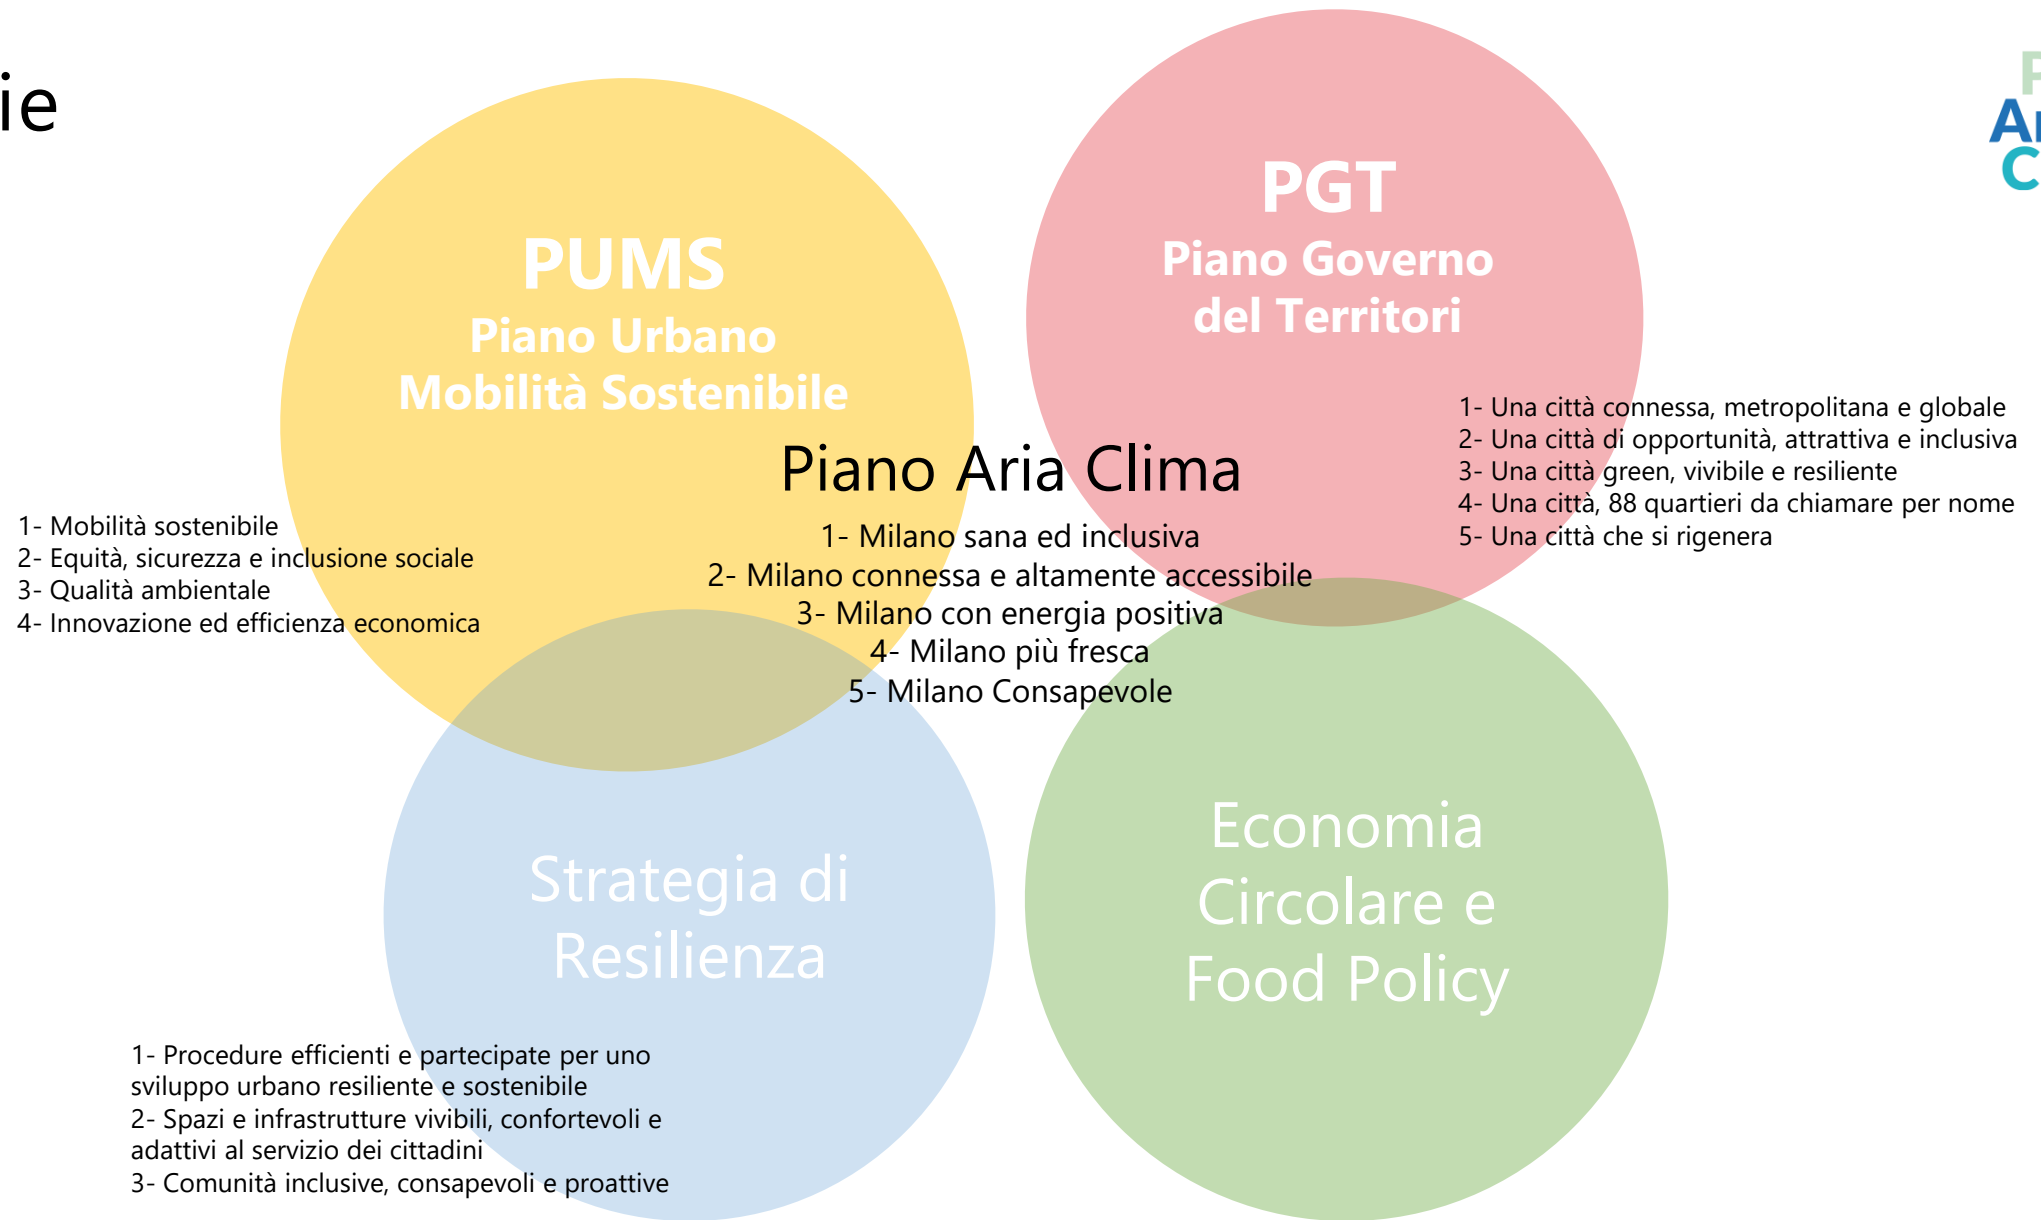 ie
P
Ar
C
PUMS
Piano Urbano
Mobilità Sostenibile
PGT
Piano Governo
del Territori
1- Una città connessa, metropolitana e globale
2- Una città di opportunità, attrattiva e inclusiva
3- Una città green, vivibile e resiliente
4- Una città, 88 quartieri da chiamare per nome
5- Una città che si rigenera
Piano Aria Clima
1- Milano sana ed inclusiva
2- Milano connessa e altamente accessibile
3- Milano con energia positiva
4- Milano più fresca
5- Milano Consapevole
1- Mobilità sostenibile
2- Equità, sicurezza e inclusione sociale
3- Qualità ambientale
4- Innovazione ed efficienza economica
Strategia di
Resilienza
Economia
Circolare e
Food Policy
1- Procedure efficienti e partecipate per uno
sviluppo urbano resiliente e sostenibile
2- Spazi e infrastrutture vivibili, confortevoli e
adattivi al servizio dei cittadini
3- Comunità inclusive, consapevoli e proattive